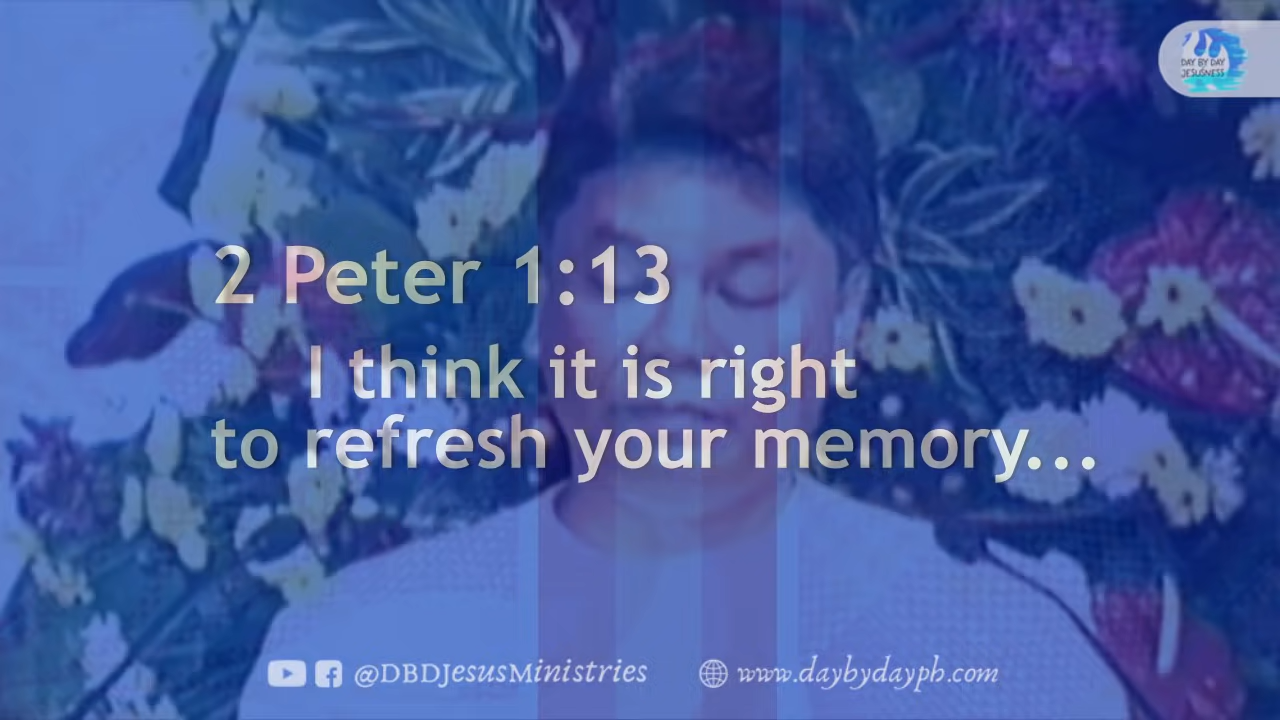 DAY BY DAY
JESUSNESS
2 Peter 1:13
I think it is right
to refresh your memory...
@DBDJesusMinistries
www.daybydayph.com